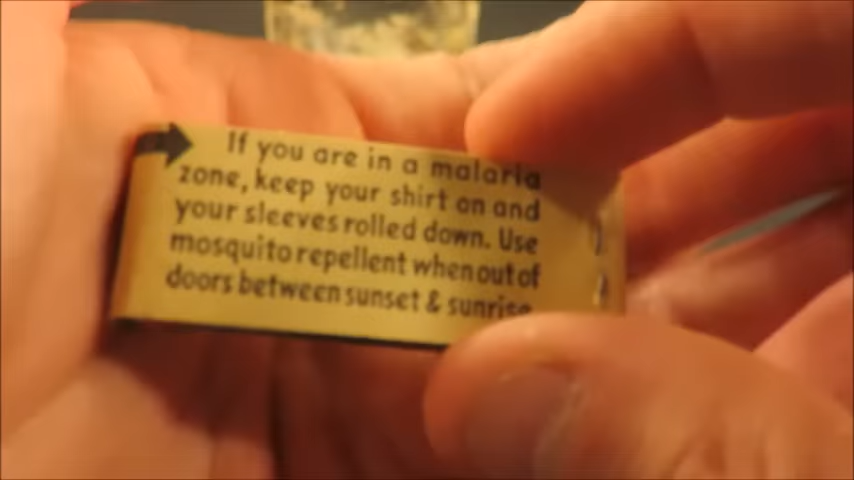 If you are in a malaria
zone, keep your shirt on and
your sleeves rolled down. Use
mosquito repellent when out of
doors between sunset & sunrise